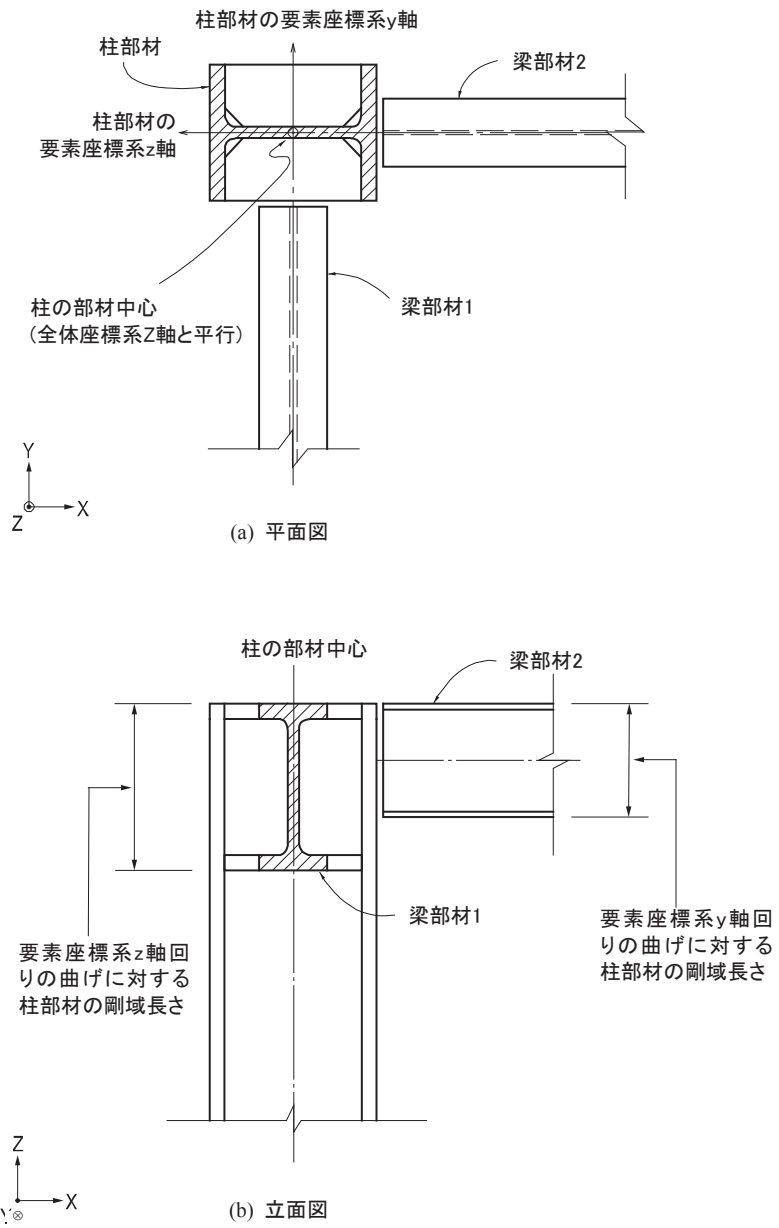 柱部材の要素座標系y軸
柱部材
梁部材2
柱部材の
要素座標系z軸
柱の部材中心
(全体座標系Z軸と平行)
梁部材1
Y
Z
X
(a) 平面図
柱の部材中心
梁部材2
梁部材1
要素座標系z軸回
りの曲げに対する
柱部材の剛域長さ
要素座標系y軸回
りの曲げに対する
柱部材の剛域長さ
Z
X
Y
(b) 立面図